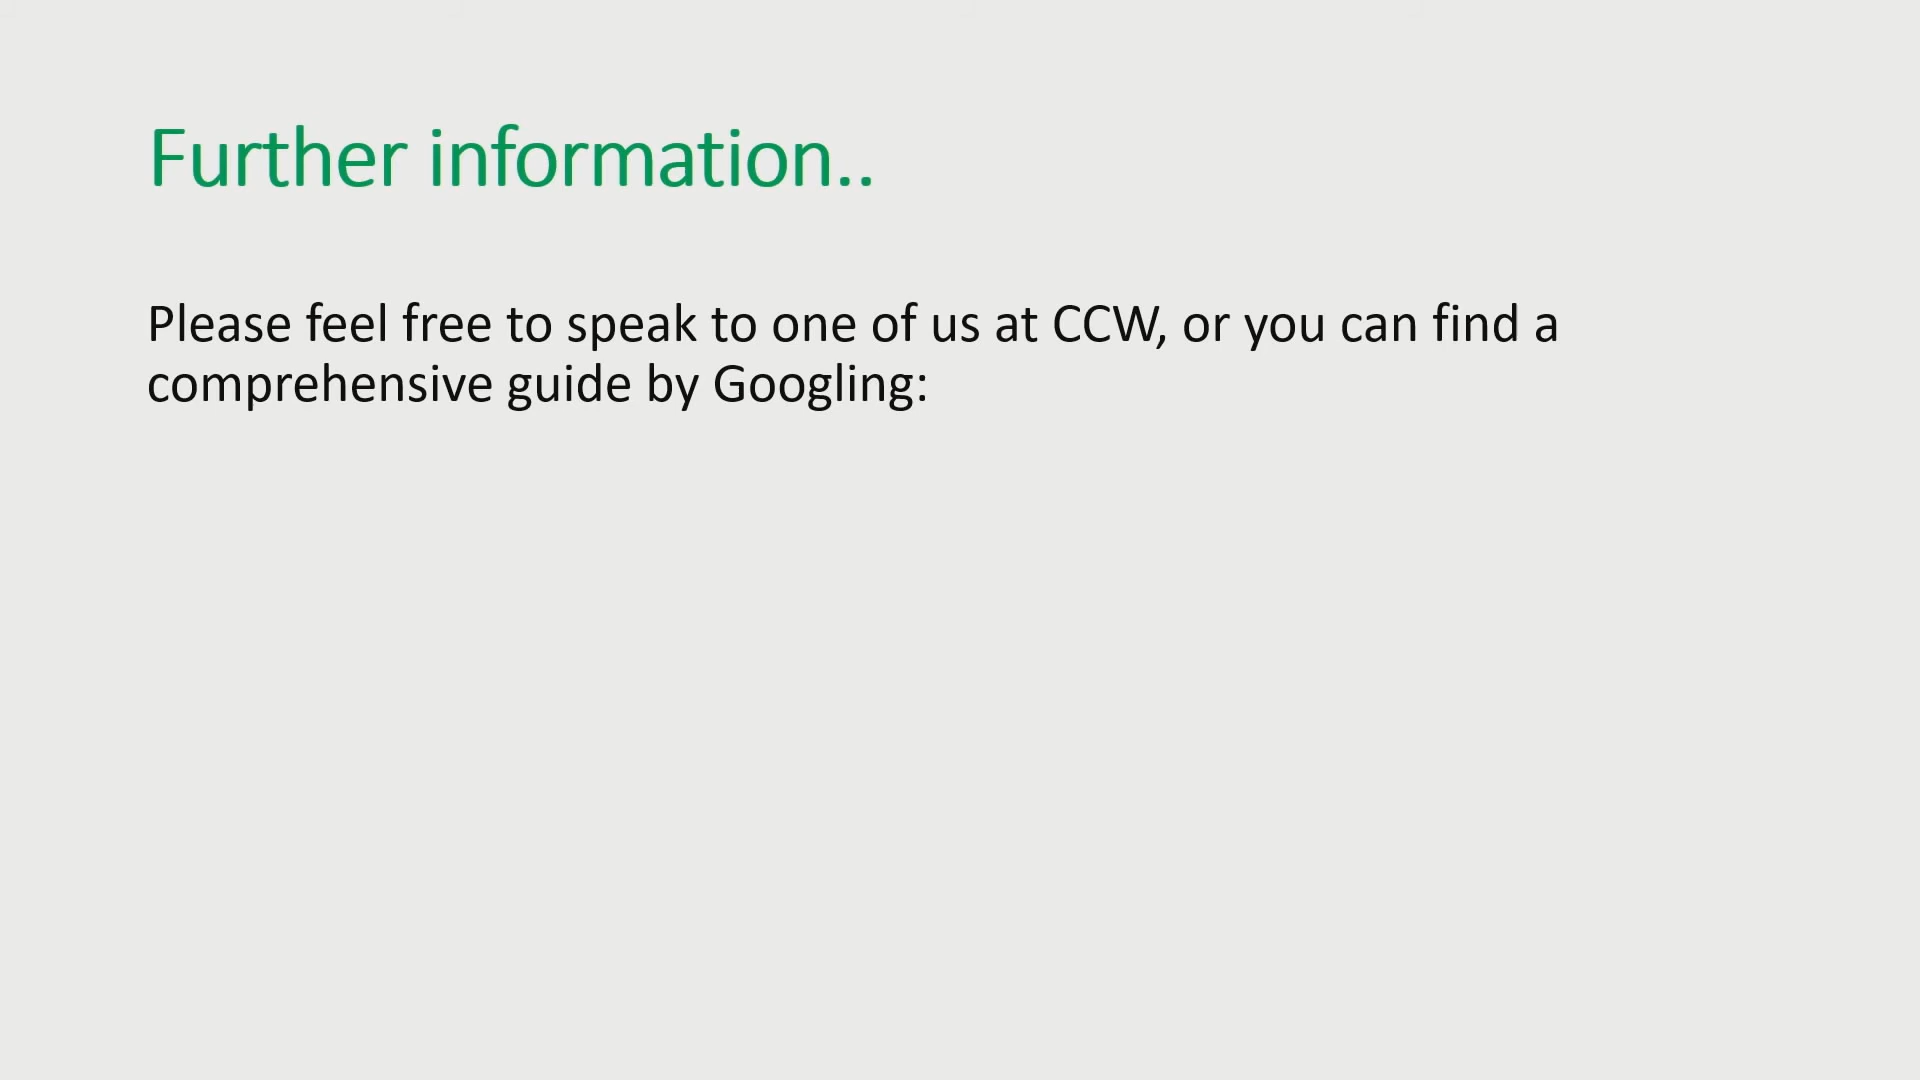 Further information..
Please feel free to speak to one of us at CCW, or you can find a
comprehensive guide by Googling: